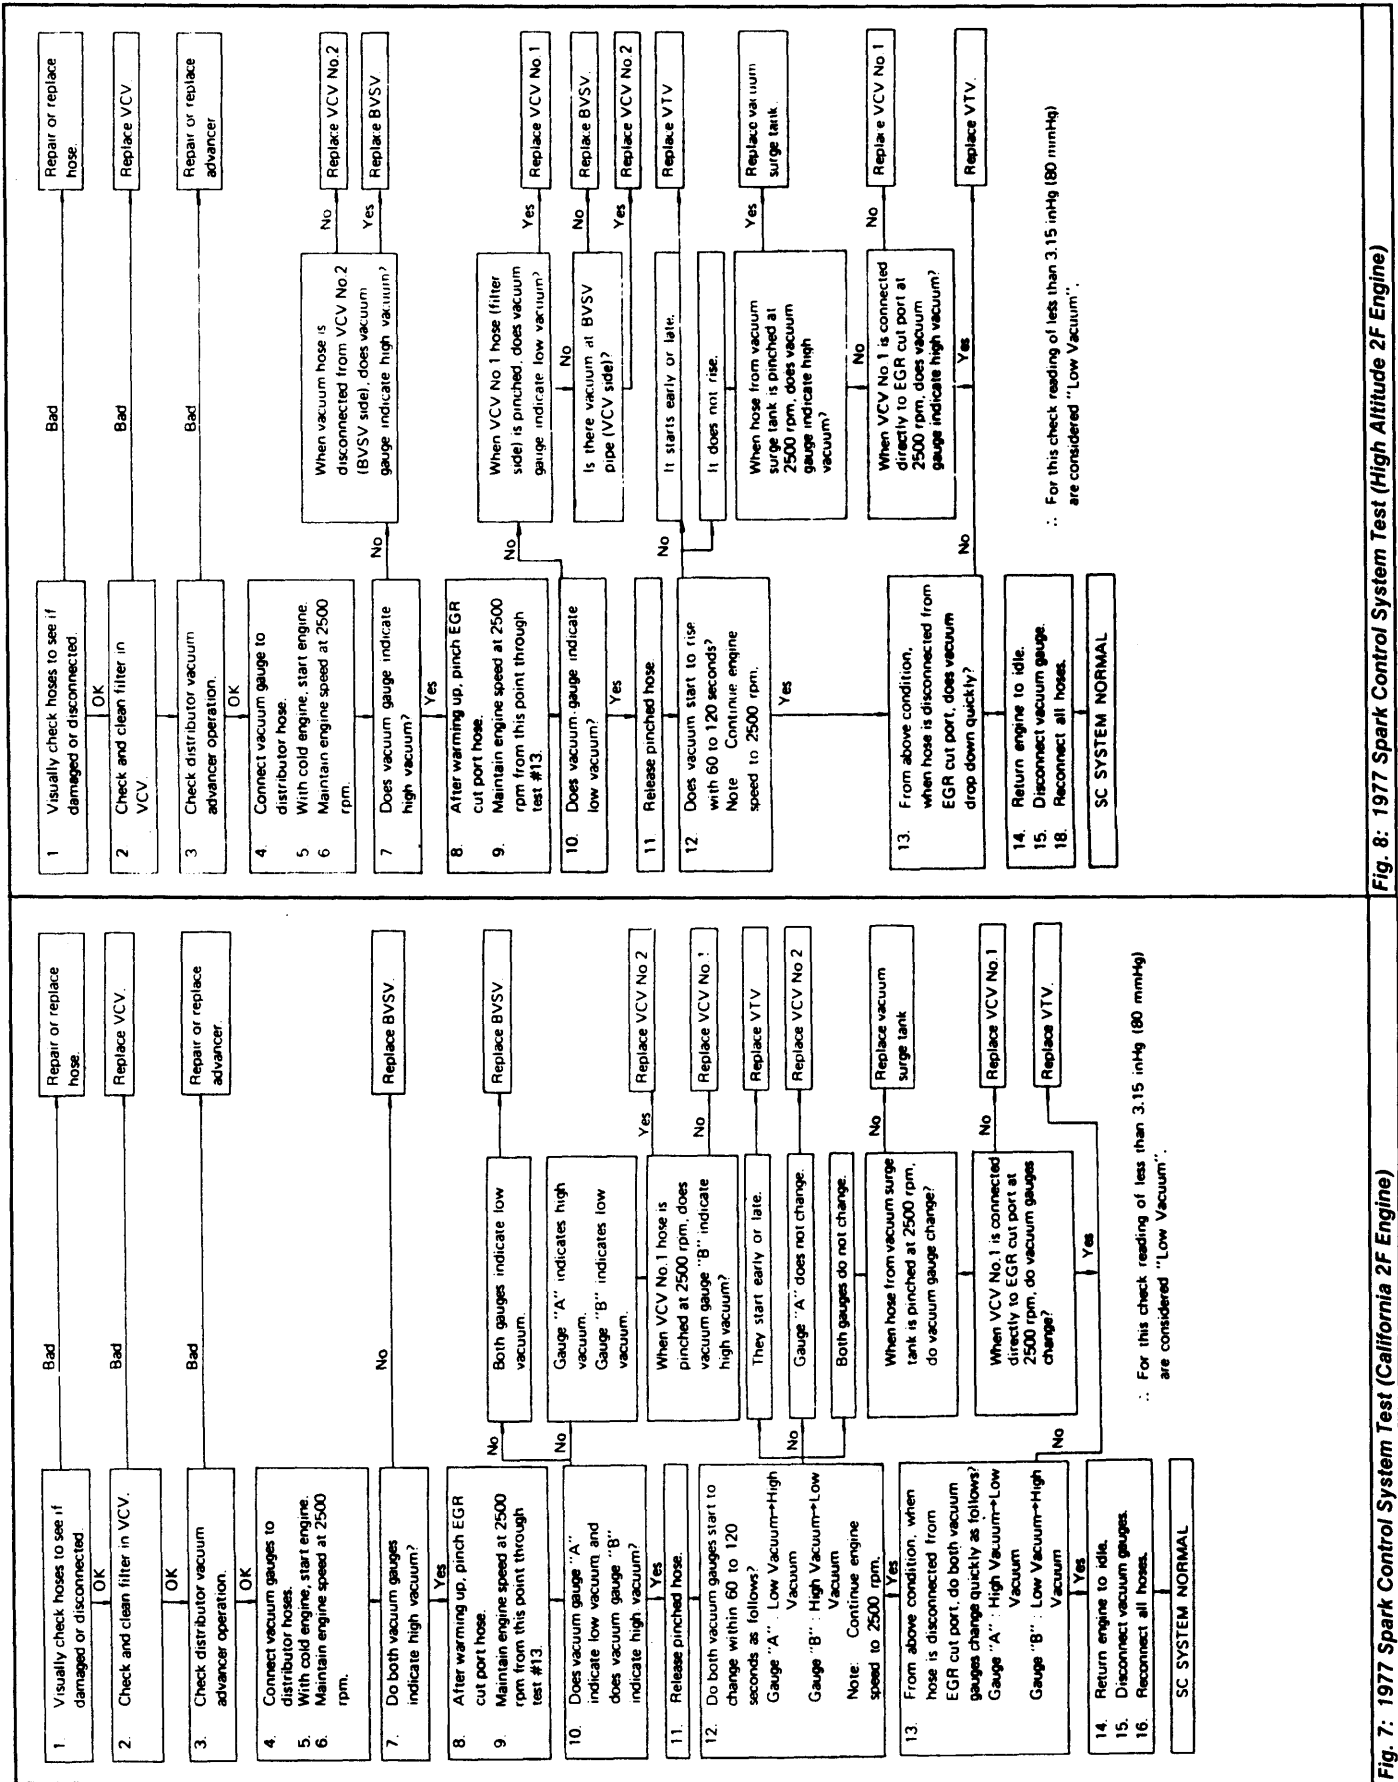 1. Visually check hoses to see if
damaged or disconnected.
OK
Bad
Repair or replace
hose.
2. Check and clean filter in VCV.
OK
Bad
Replace VCV.
3. Check distributor vacuum
advancer operation.
OK
Bad
Repair or replace
advancer.
4. Connect vacuum gauges to
distributor hoses.
5. With cold engine, start engine.
6. Maintain engine speed at 2500
rpm.
7. Do both vacuum gauges
indicate high vacuum?
Yes
No
Replace BVSV.
8. After warming up, pinch EGR
cut port hose.
9. Maintain engine speed at 2500
rpm from this point through
test #13.
10. Does vacuum gauge "A"
indicate low vacuum and
does vacuum gauge "B"
indicate high vacuum?
Yes
No
Both gauges indicate low
vacuum.
Replace BVSV.
No
Gauge "A" indicates high
vacuum.
Gauge "B" indicates low
vacuum.
When VCV No.1 hose is
pinched at 2500 rpm, does
vacuum gauge "B" indicate
high vacuum?
Yes
Replace VCV No 2
No
Replace VCV No.1
11. Release pinched hose.
12. Do both vacuum gauges start to
change within 60 to 120
seconds as follows?
Gauge "A" : Low Vacuum→High
Vacuum
Gauge "B" : High Vacuum→Low
Vacuum
Note: Continue engine
speed to 2500 rpm.
Yes
No
They start early or late.
Replace VTV
Gauge "A" does not change.
Replace VCV No 2
Both gauges do not change.
When hose from vacuum surge
tank is pinched at 2500 rpm,
do vacuum gauge change?
No
Replace vacuum
surge tank
When VCV No.1 is connected
directly to EGR cut port at
2500 rpm, do vacuum gauges
change?
No
Replace VCV No.1
Yes
Replace VTV.
13. From above condition, when
hose is disconnected from
EGR cut port, do both vacuum
gauges change quickly as follows?
Gauge "A" : High Vacuum→Low
Vacuum
Gauge "B" : Low Vacuum→High
Vacuum
Yes
No
14. Return engine to idle.
15. Disconnect vacuum gauges.
16. Reconnect all hoses.
SC SYSTEM NORMAL
∴ For this check reading of less than 3.15 inHg (80 mmHg)
are considered "Low Vacuum".
Fig. 7: 1977 Spark Control System Test (California 2F Engine)
1 Visually check hoses to see if
damaged or disconnected.
OK
Bad
Repair or replace
hose.
2 Check and clean filter in
VCV.
Bad
Replace VCV.
3 Check distributor vacuum
advancer operation.
OK
Bad
Repair or replace
advancer
4. Connect vacuum gauge to
distributor hose.
5 With cold engine, start engine.
6 Maintain engine speed at 2500
rpm.
7 Does vacuum gauge indicate
high vacuum?
Yes
No
When vacuum hose is
disconnected from VCV No.2
(BVSV side), does vacuum
gauge indicate high vacuum?
No
Replace VCV No.2
Yes
Replace BVSV.
8. After warming up, pinch EGR
cut port hose.
9. Maintain engine speed at 2500
rpm from this point through
test #13.
10. Does vacuum gauge indicate
low vacuum?
Yes
No
When VCV No 1 hose (filter
side) is pinched, does vacuum
gauge indicate low vacuum?
Yes
Replace VCV No.1
No
Is there vacuum at BVSV
pipe (VCV side)?
No
Replace BVSV.
Yes
Replace VCV No.2
11 Release pinched hose
12. Does vacuum start to rise
with 60 to 120 seconds?
Note Continue engine
speed to 2500 rpm.
Yes
No
It starts early or late.
Replace VTV
It does not rise.
When hose from vacuum
surge tank is pinched at
2500 rpm, does vacuum
gauge indicate high
vacuum?
Yes
Replace vacuum
surge tank.
No
When VCV No.1 is connected
directly to EGR cut port at
2500 rpm, does vacuum
gauge indicate high vacuum?
No
Replace VCV No.1
Yes
Replace VTV.
13. From above condition,
when hose is disconnected from
EGR cut port, does vacuum
drop down quickly?
No
14. Return engine to idle.
15. Disconnect vacuum gauge.
18. Reconnect all hoses.
SC SYSTEM NORMAL
∴ For this check reading of less than 3.15 inHg (80 mmHg)
are considered "Low Vacuum".
Fig. 8: 1977 Spark Control System Test (High Altitude 2F Engine)